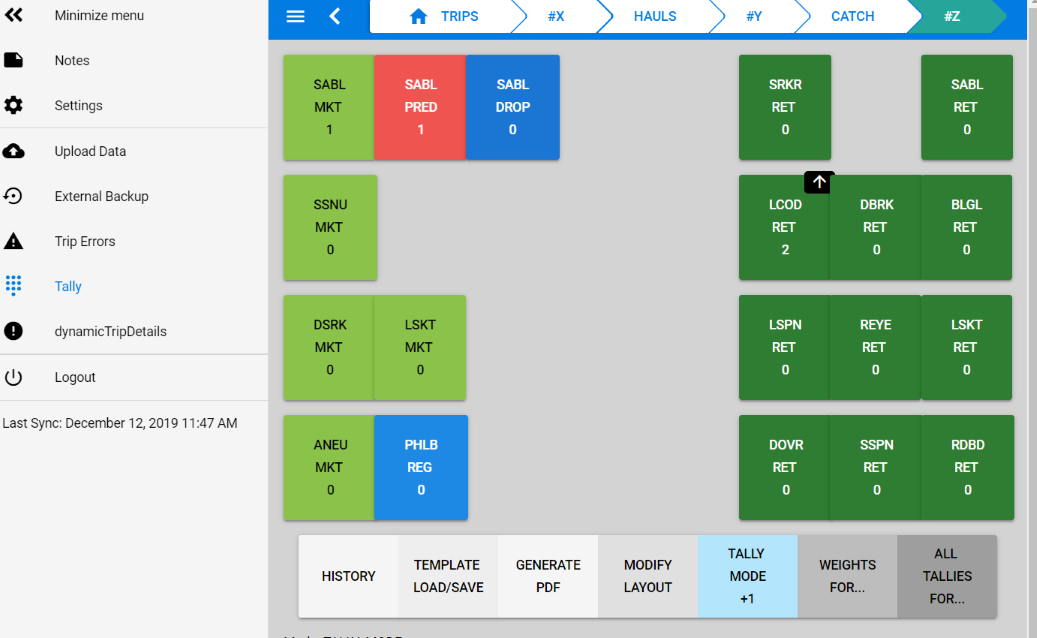 Minimize menu
Notes
Settings
Upload Data
External Backup
Trip Errors
Tally
dynamicTripDetails
Logout
Last Sync: December 12, 2019 11:47 AM
TRIPS #X HAULS #Y CATCH #Z
SABL
MKT
1
SABL
PRED
1
SABL
DROP
0
SRKR
RET
0
SABL
RET
0
SSNU
MKT
0
LCOD
RET
2
DBRK
RET
0
BLGL
RET
0
DSRK
MKT
0
LSKT
MKT
0
LSPN
RET
0
REYE
RET
0
LSKT
RET
0
ANEU
MKT
0
PHLB
REG
0
DOVR
RET
0
SSPN
RET
0
RDBD
RET
0
HISTORY
TEMPLATE
LOAD/SAVE
GENERATE
PDF
MODIFY
LAYOUT
TALLY
MODE
+1
WEIGHTS
FOR...
ALL
TALLIES
FOR...